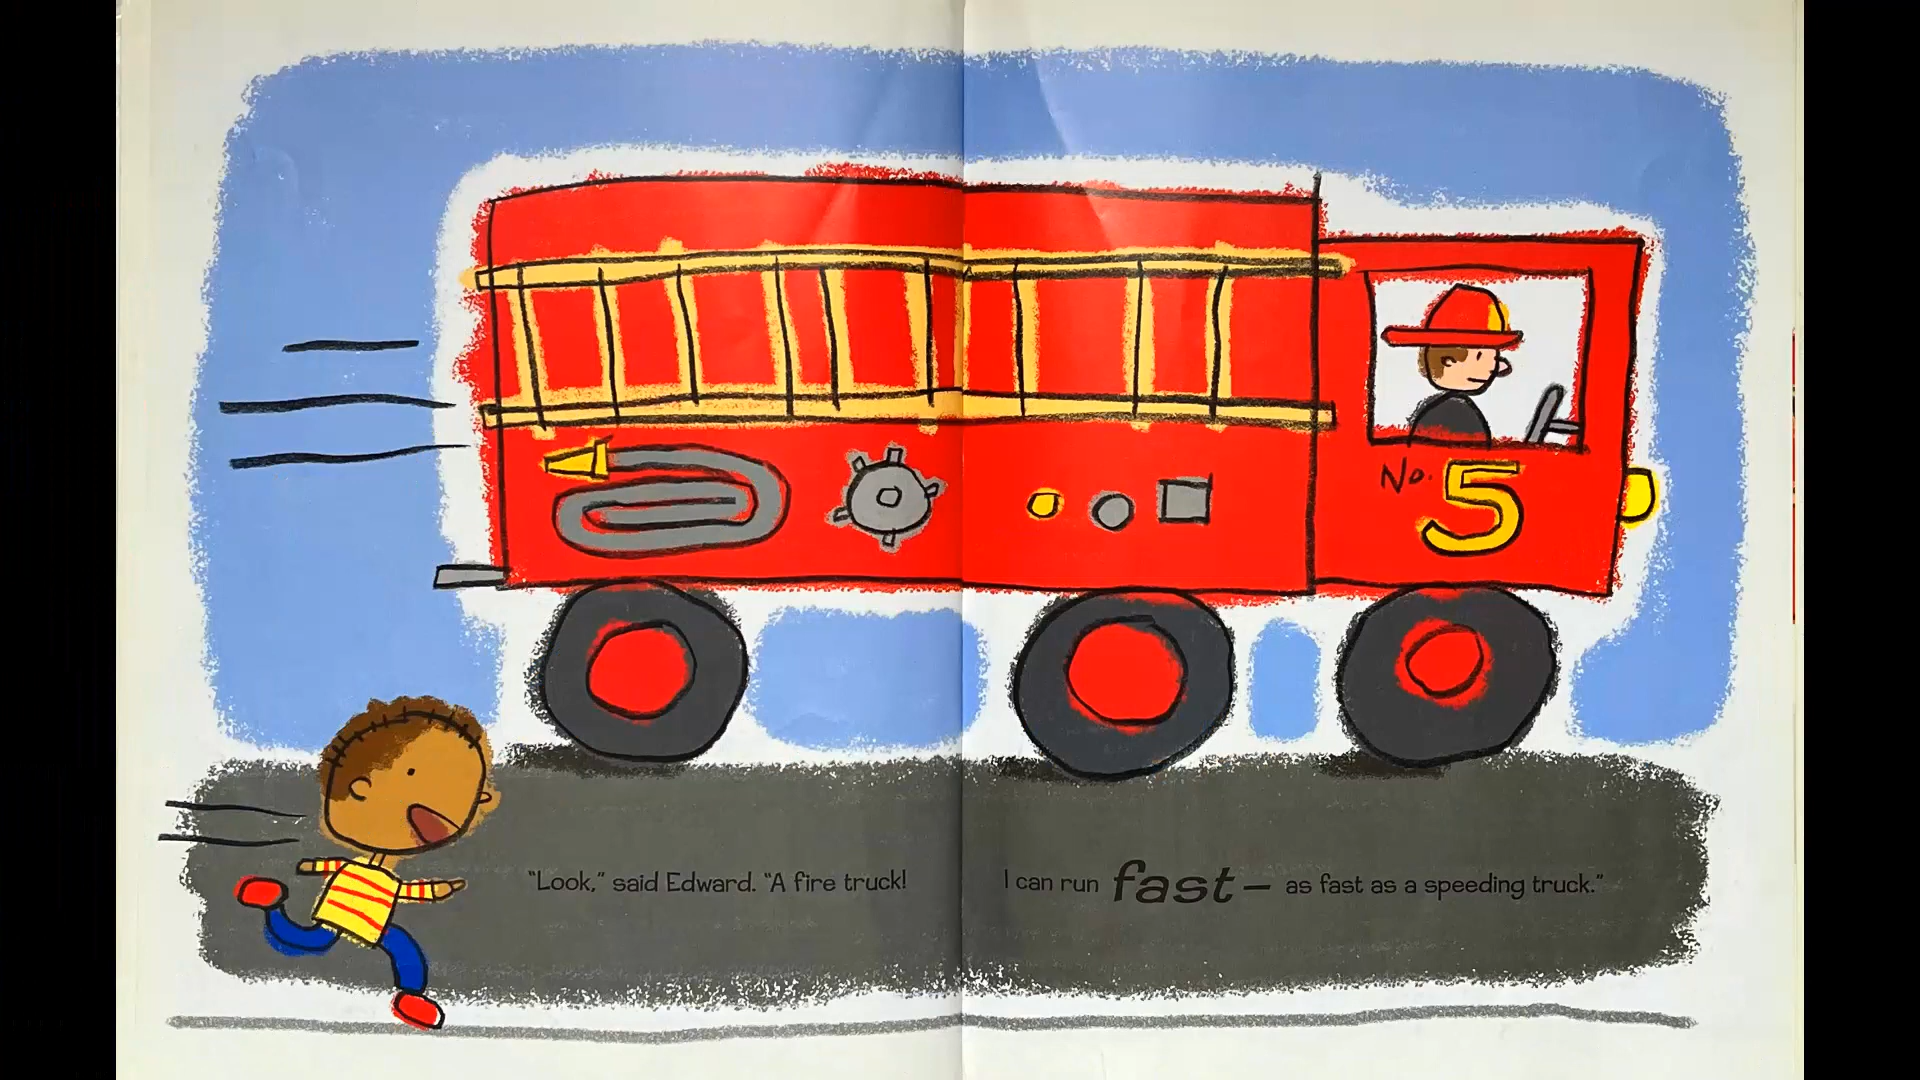 No. 5
“Look,” said Edward. “A fire truck!
I can run fast— as fast as a speeding truck.”